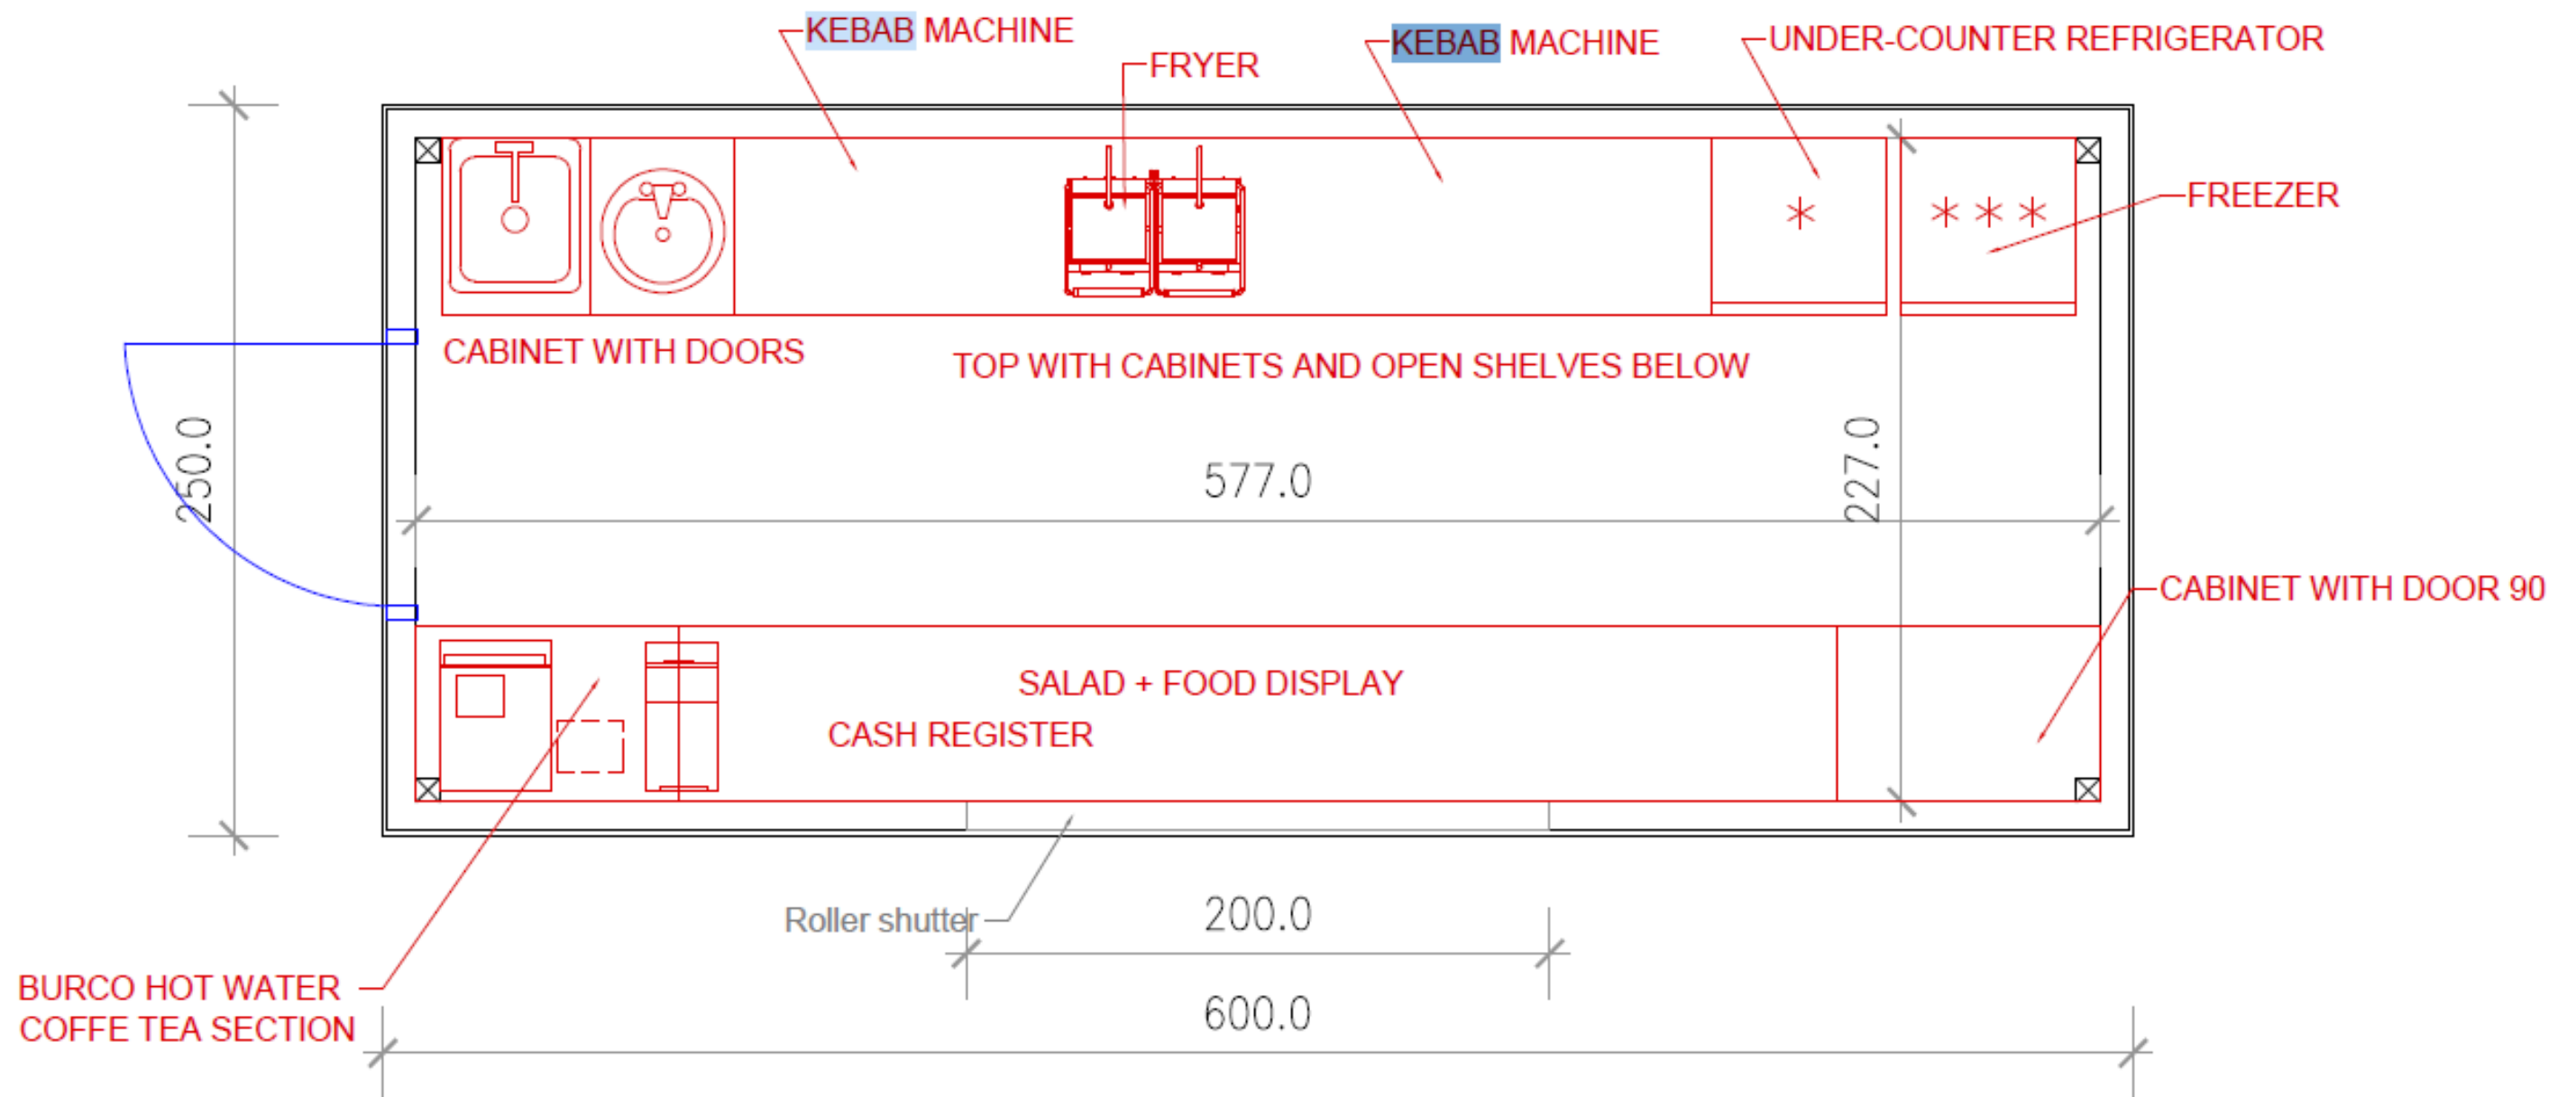 KEBAB MACHINE
FRYER
KEBAB MACHINE
UNDER-COUNTER REFRIGERATOR
FREEZER
CABINET WITH DOORS
TOP WITH CABINETS AND OPEN SHELVES BELOW
250.0
577.0
227.0
CABINET WITH DOOR 90
SALAD + FOOD DISPLAY
CASH REGISTER
Roller shutter
200.0
BURCO HOT WATER
COFFE TEA SECTION
600.0